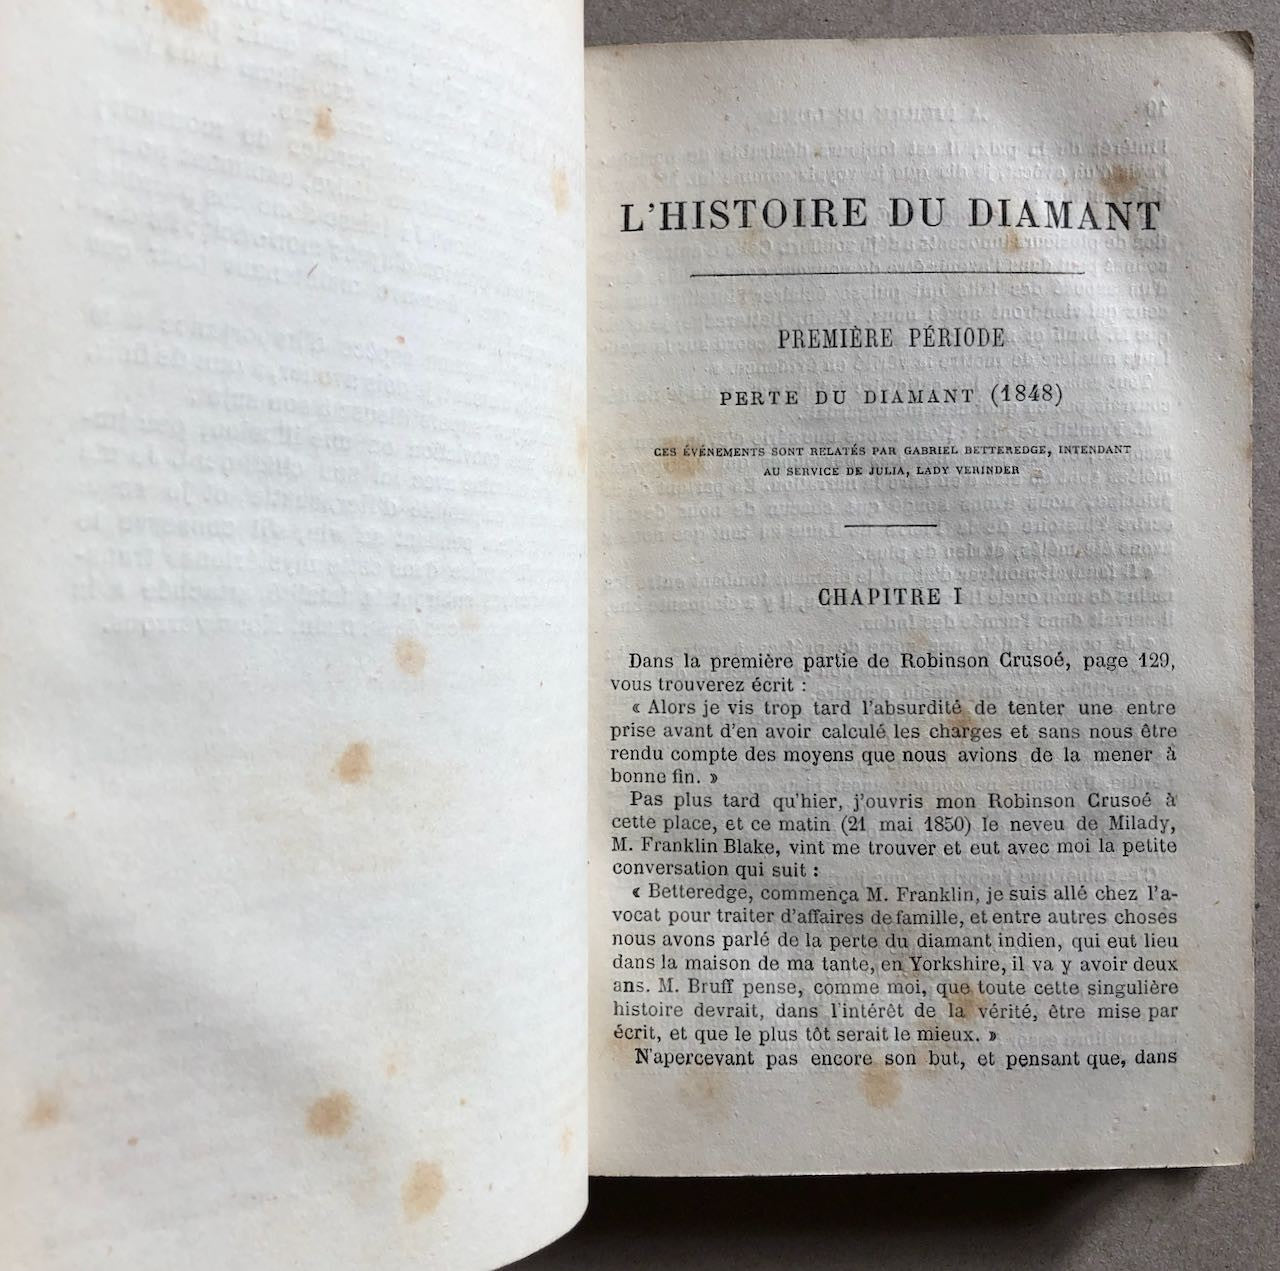 L'HISTOIRE DU DIAMANT
PREMIÈRE PÉRIODE
PERTE DU DIAMANT (1848)
CES ÉVÉNEMENTS SONT RELATÉS PAR GABRIEL BETTEREDGE, INTENDANT
AU SERVICE DE JULIA, LADY VERINDER
CHAPITRE I
Dans la première partie de Robinson Crusoé, page 129,
vous trouverez écrit :
« Alors je vis trop tard l'absurdité de tenter une entre
prise avant d'en avoir calculé les charges et sans nous être
rendu compte des moyens que nous avions de la mener à
bonne fin. »
Pas plus tard qu'hier, j'ouvris mon Robinson Crusoé à
cette place, et ce matin (21 mai 1850) le neveu de Milady,
M. Franklin Blake, vint me trouver et eut avec moi la petite
conversation qui suit :
« Betteredge, commença M. Franklin, je suis allé chez l'a-
vocat pour traiter d'affaires de famille, et entre autres choses
nous avons parlé de la perte du diamant indien, qui eut lieu
dans la maison de ma tante, en Yorkshire, il va y avoir deux
ans. M. Bruff pense, comme moi, que toute cette singulière
histoire devrait, dans l'intérêt de la vérité, être mise par
écrit, et que le plus tôt serait le mieux. »
N'apercevant pas encore son but, et pensant que, dans